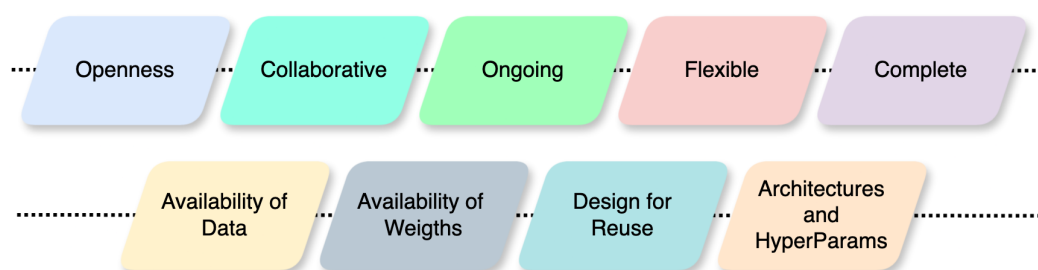 Openness
Collaborative
Ongoing
Flexible
Complete
Availability of
Data
Availability of
Weigths
Design for
Reuse
Architectures
and
HyperParams